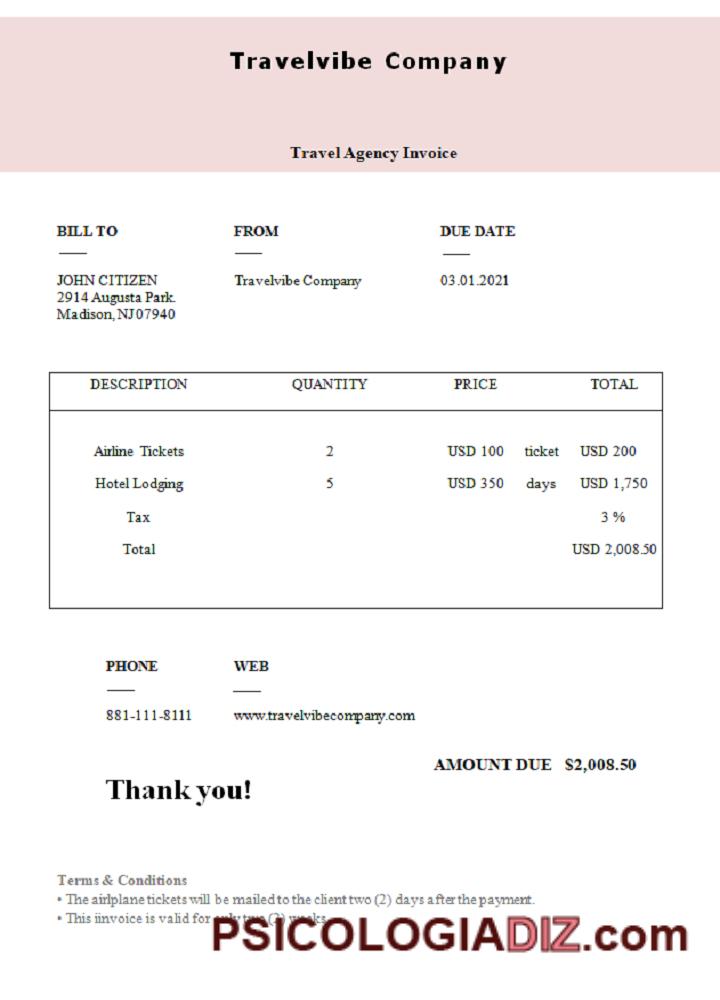 Travelvibe Company
Travel Agency Invoice
BILL TO FROM DUE DATE
JOHN CITIZEN Travelvibe Company 03.01.2021
2914 Augusta Park.
Madison, NJ 07940
DESCRIPTION QUANTITY PRICE TOTAL
Airline Tickets 2 USD 100 ticket USD 200
Hotel Lodging 5 USD 350 days USD 1,750
Tax 3 %
Total USD 2,008.50
PHONE WEB
881-111-8111 www.travelvibecompany.com
AMOUNT DUE $2,008.50
Thank you!
Terms & Conditions
• The airlplane tickets will be mailed to the client two (2) days after the payment.
• This iinvoice is valid for only two (2) weeks
PSICOLOGIADIZ.com